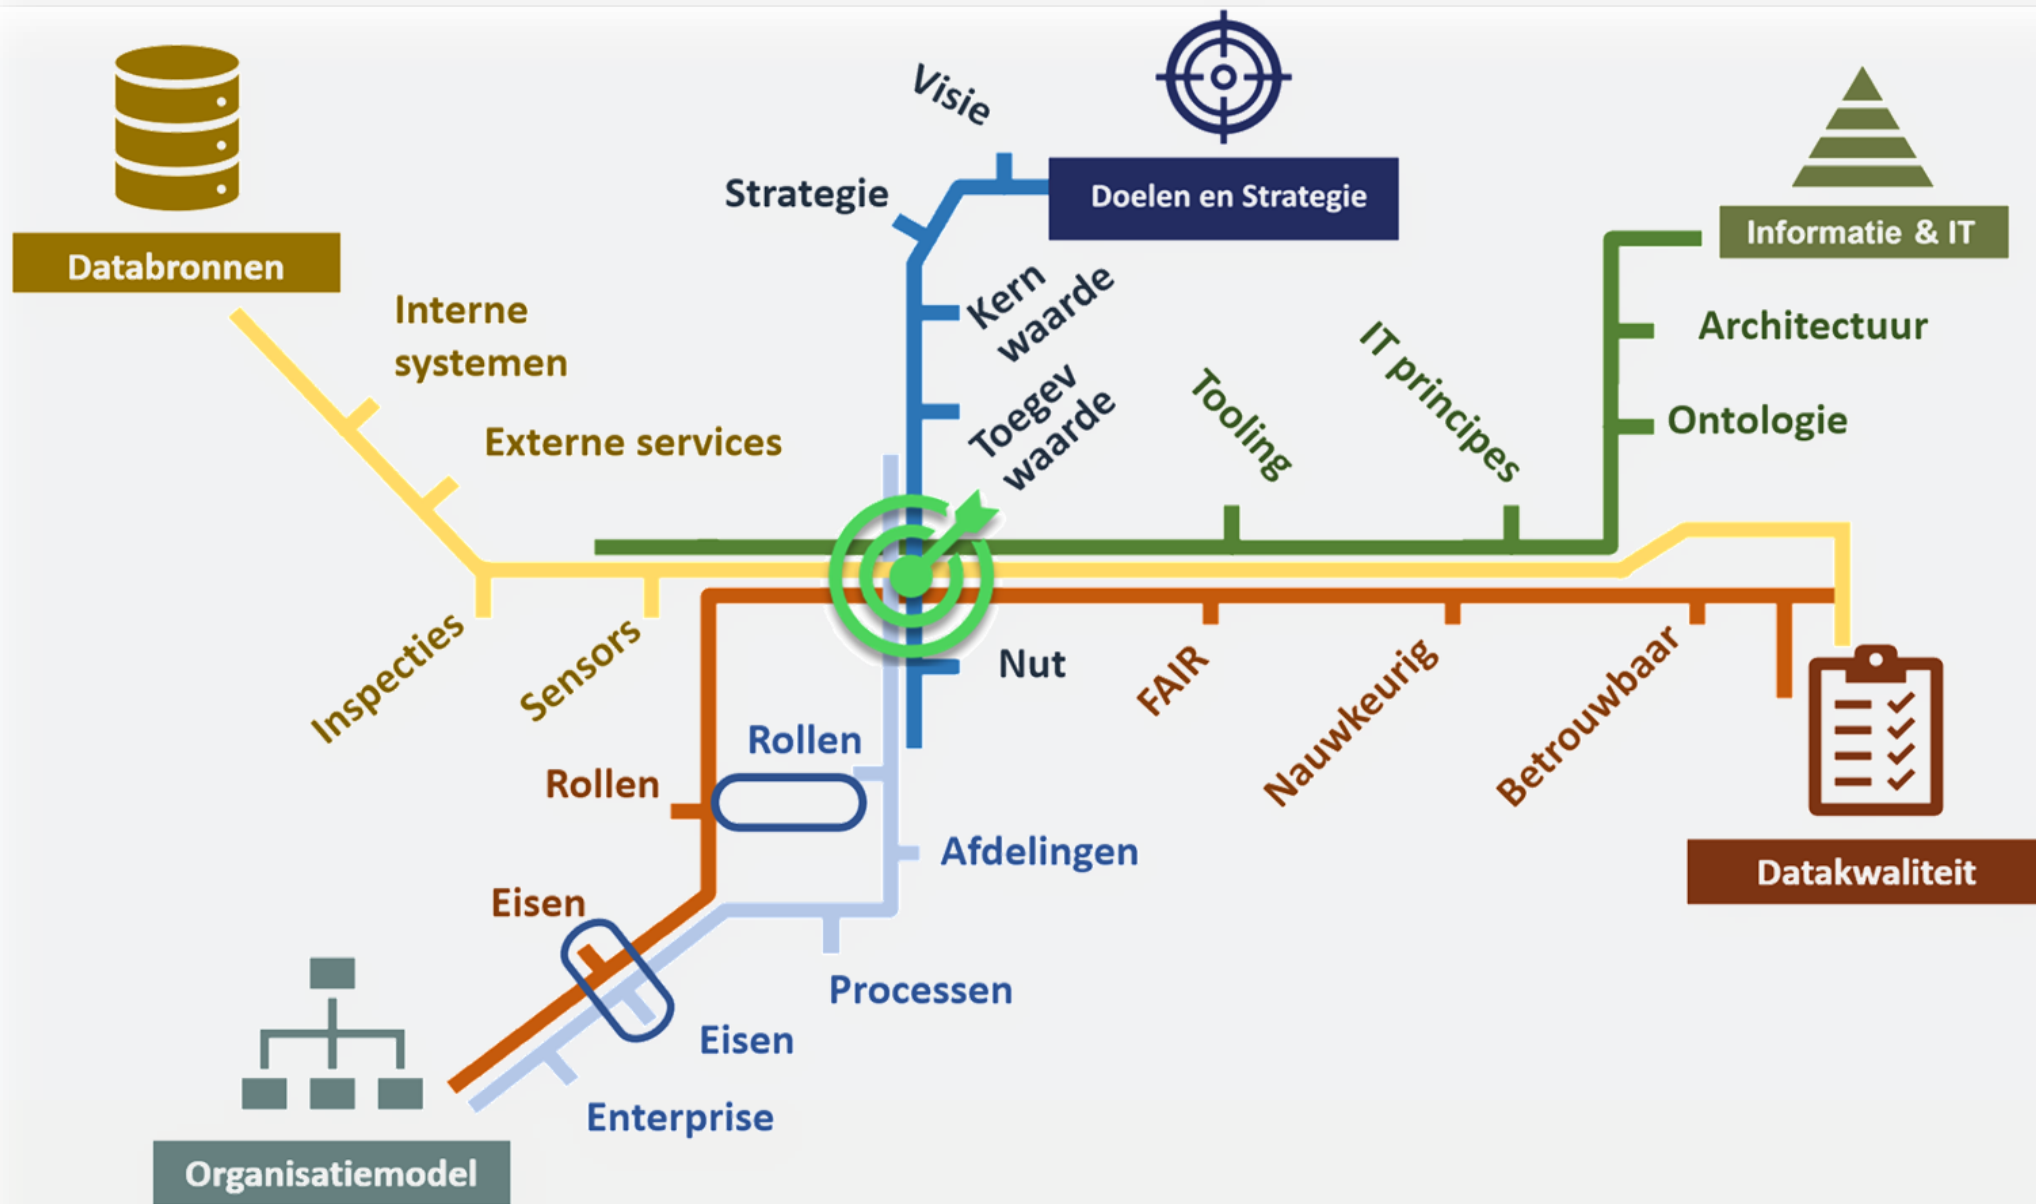 Visie
Doelen en Strategie
Strategie
Informatie & IT
Databronnen
Kern
waarde
Interne
systemen
Architectuur
Toegev
waarde
Tooling
IT principes
Ontologie
Externe services
Inspecties
Sensors
Nut
FAIR
Nauwkeurig
Betrouwbaar
Rollen
Rollen
Afdelingen
Datakwaliteit
Eisen
Processen
Eisen
Enterprise
Organisatiemodel